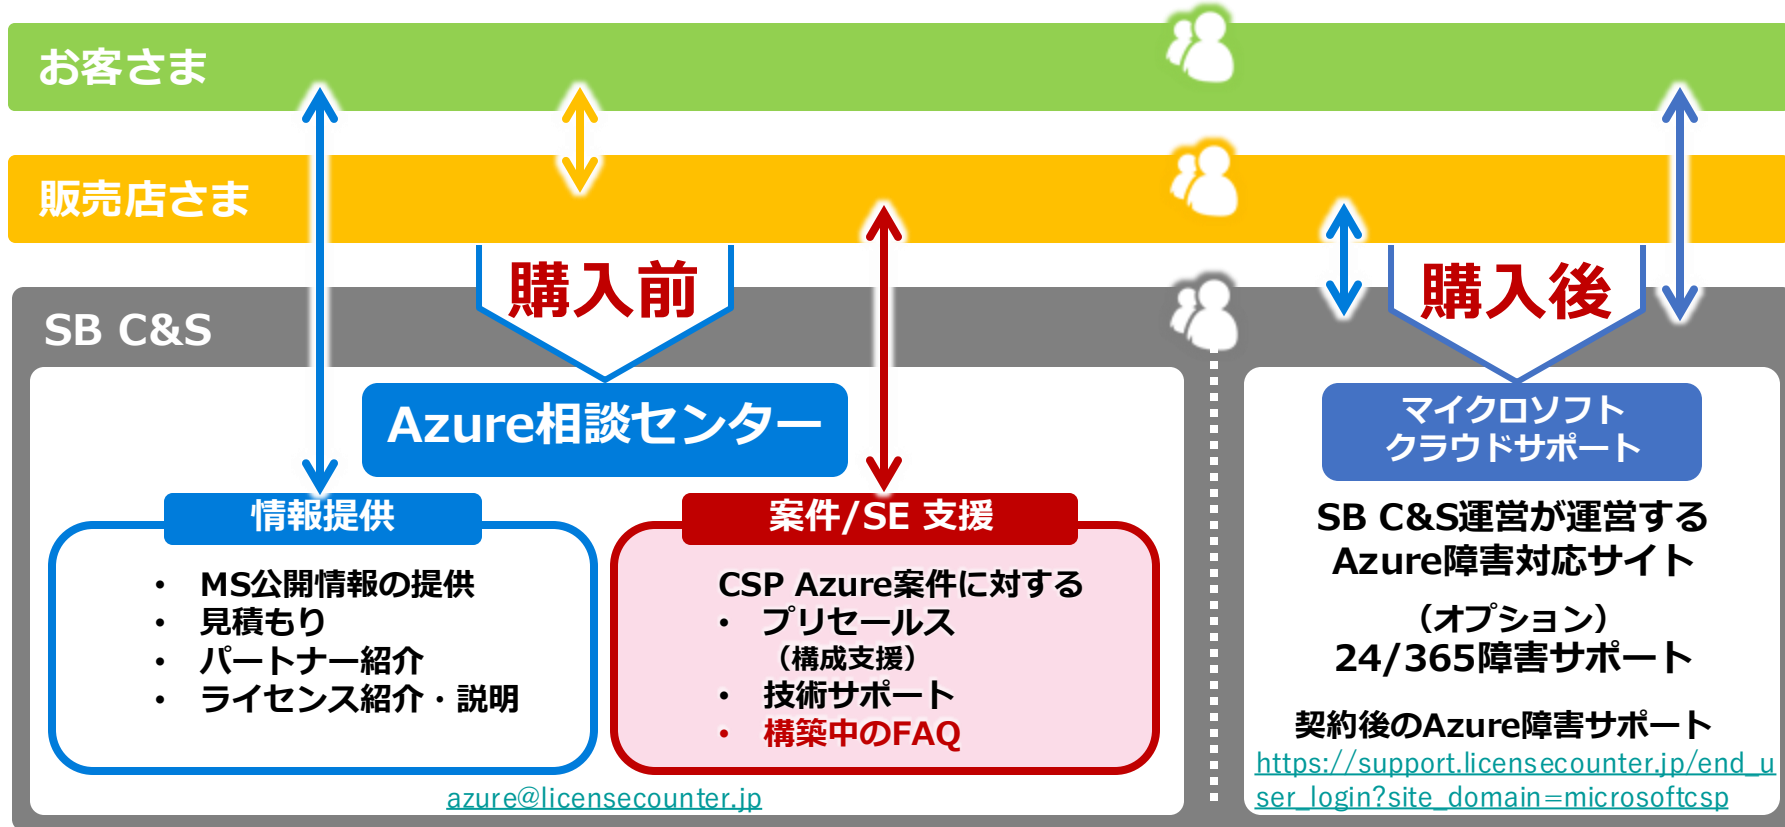 お客さま
販売店さま
購入前
購入後
SB C&S
Azure相談センター
マイクロソフト
クラウドサポート
情報提供
• MS公開情報の提供
• 見積もり
• パートナー紹介
• ライセンス紹介・説明
案件/SE 支援
CSP Azure案件に対する
• プリセールス
（構成支援）
• 技術サポート
• 構築中のFAQ
azure@licensecounter.jp
SB C&S運営が運営する
Azure障害対応サイト
（オプション）
24/365障害サポート
契約後のAzure障害サポート
https://support.licensecounter.jp/end_u
ser_login?site_domain=microsoftcsp